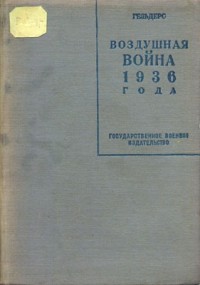 ГЕЛЬДЕРС
ВОЗДУШНАЯ
ВОЙНА
1936
ГОДА
ГОСУДАРСТВЕННОЕ ВОЕННОЕ
ИЗДАТЕЛЬСТВО